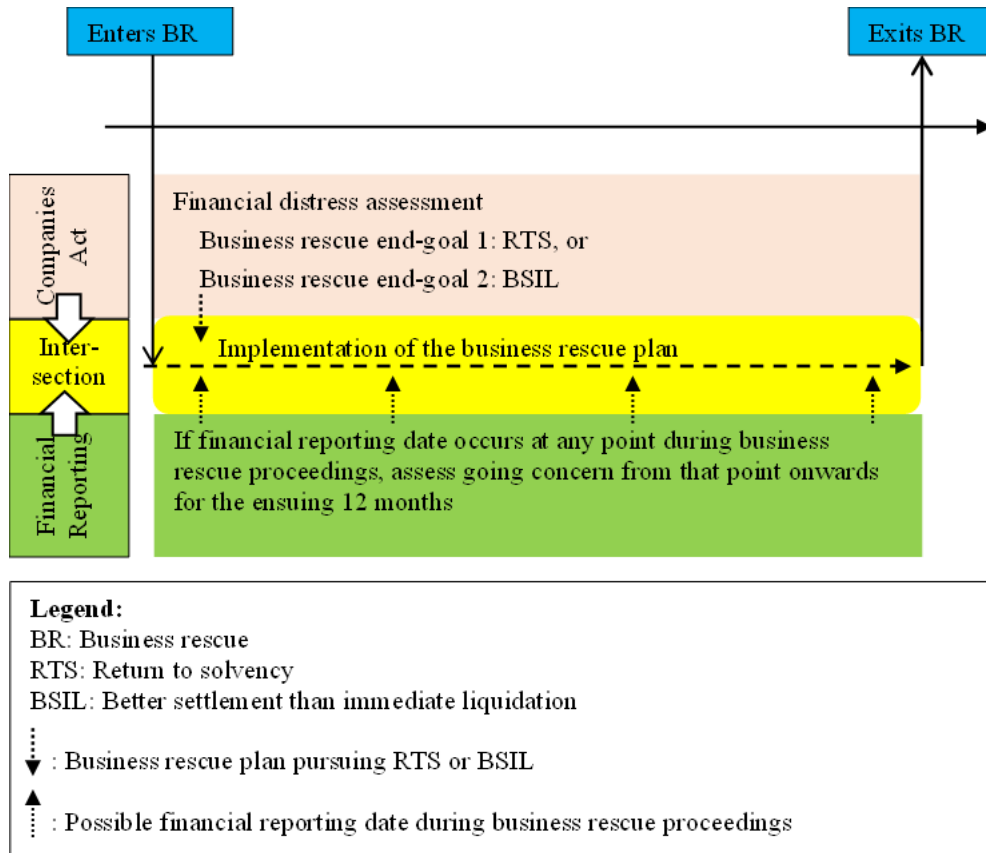 Enters BR
Exits BR
Companies
Act
Financial distress assessment
Business rescue end-goal 1: RTS, or
Business rescue end-goal 2: BSIL
Inter-
section
Implementation of the business rescue plan
Financial
Reporting
If financial reporting date occurs at any point during business
rescue proceedings, assess going concern from that point onwards
for the ensuing 12 months
Legend:
BR: Business rescue
RTS: Return to solvency
BSIL: Better settlement than immediate liquidation
: Business rescue plan pursuing RTS or BSIL
: Possible financial reporting date during business rescue proceedings